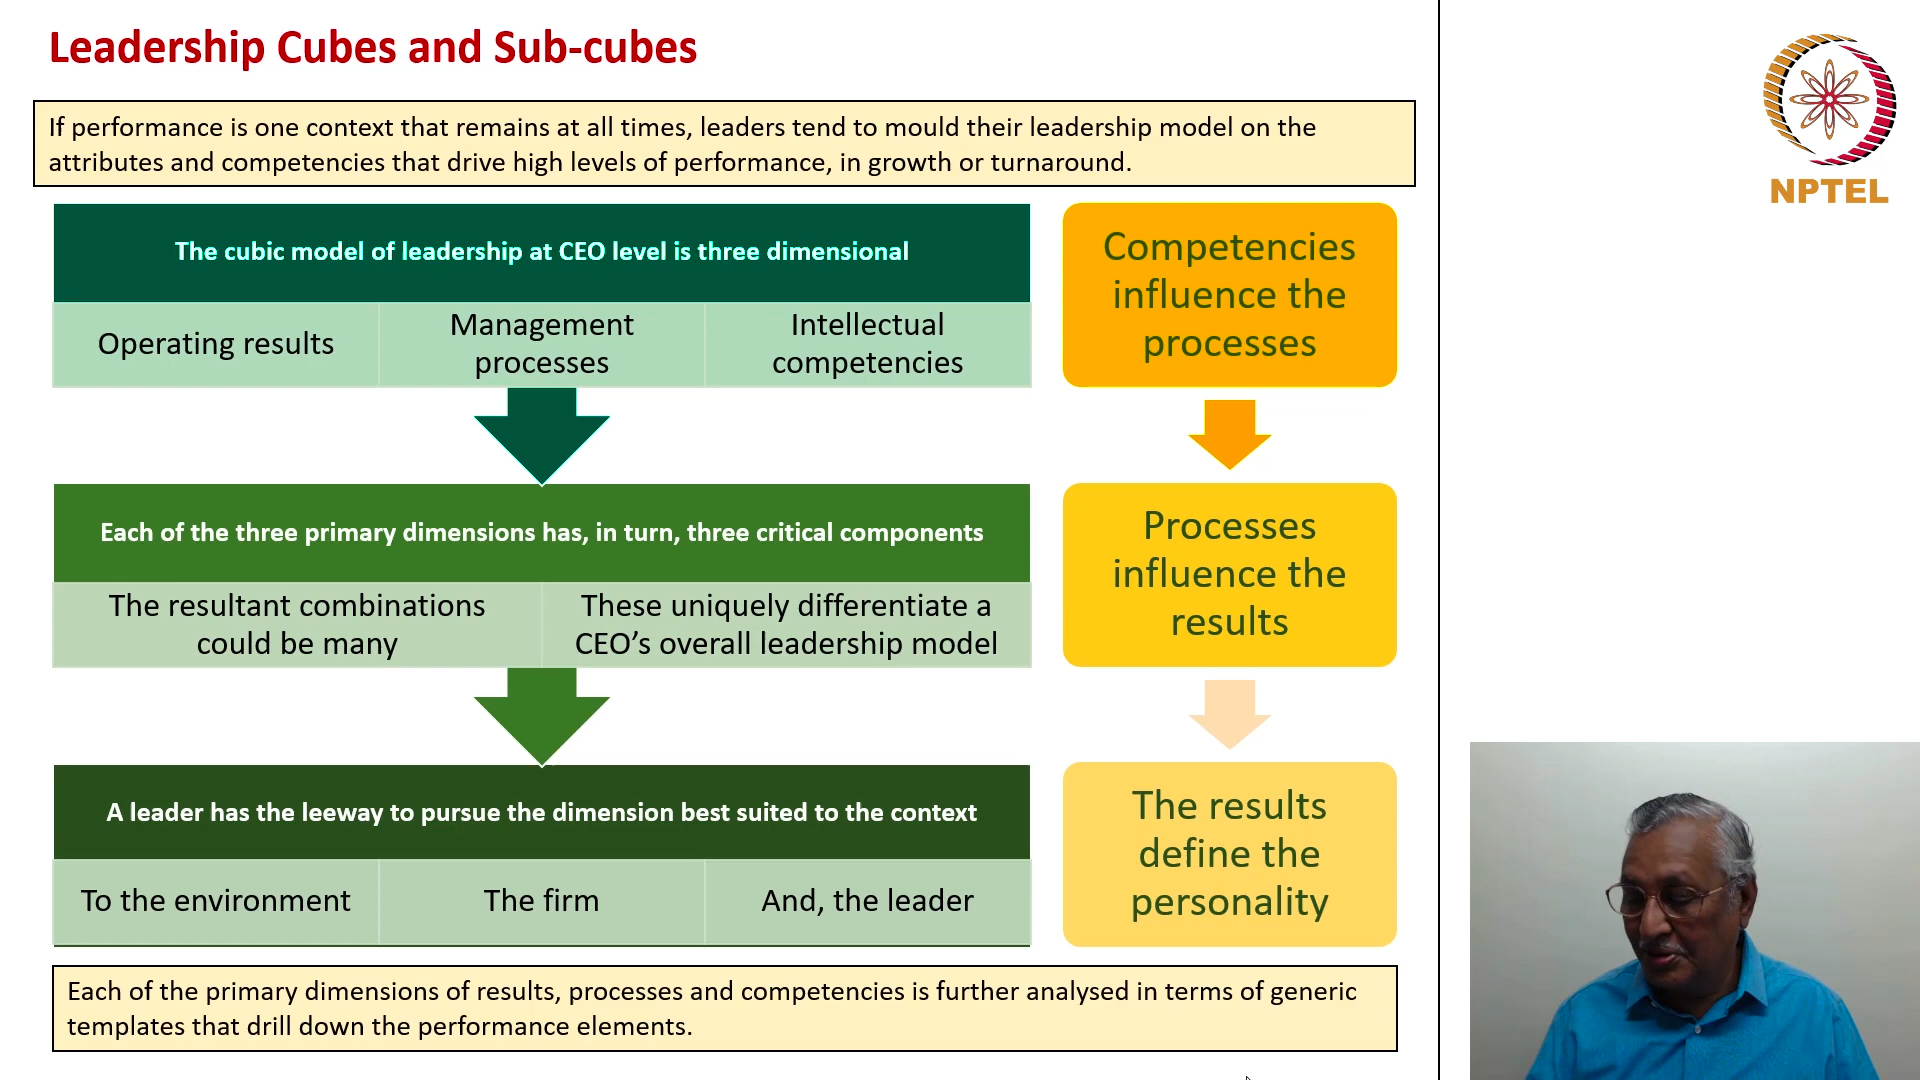 Leadership Cubes and Sub-cubes
If performance is one context that remains at all times, leaders tend to mould their leadership model on the
attributes and competencies that drive high levels of performance, in growth or turnaround.
The cubic model of leadership at CEO level is three dimensional
Operating results
Management
processes
Intellectual
competencies
Each of the three primary dimensions has, in turn, three critical components
The resultant combinations
could be many
These uniquely differentiate a
CEO’s overall leadership model
A leader has the leeway to pursue the dimension best suited to the context
To the environment
The firm
And, the leader
Competencies
influence the
processes
Processes
influence the
results
The results
define the
personality
Each of the primary dimensions of results, processes and competencies is further analysed in terms of generic
templates that drill down the performance elements.
NPTEL